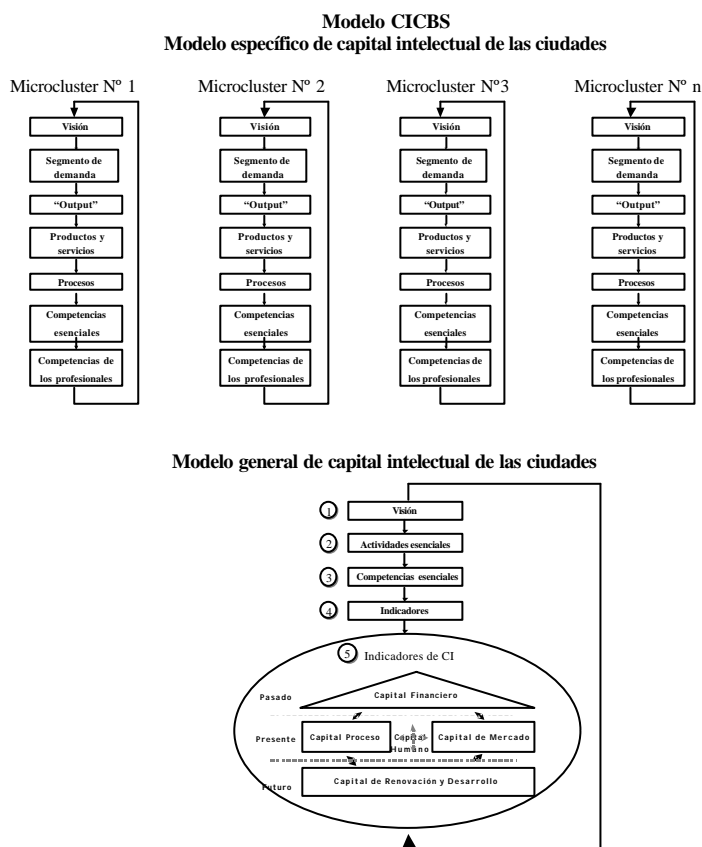 Modelo CICBS
Modelo específico de capital intelectual de las ciudades
Microcluster Nº 1
Visión
Segmento de
demanda
“Output”
Productos y
servicios
Procesos
Competencias
esenciales
Competencias de
los profesionales
Microcluster Nº 2
Visión
Segmento de
demanda
“Output”
Productos y
servicios
Procesos
Competencias
esenciales
Competencias de
los profesionales
Microcluster Nº3
Visión
Segmento de
demanda
“Output”
Productos y
servicios
Procesos
Competencias
esenciales
Competencias de
los profesionales
Microcluster Nº n
Visión
Segmento de
demanda
“Output”
Productos y
servicios
Procesos
Competencias
esenciales
Competencias de
los profesionales
Modelo general de capital intelectual de las ciudades
1 Visión
2 Actividades esenciales
3 Competencias esenciales
4 Indicadores
5 Indicadores de CI
Pasado Capital Financiero
Presente Capital Proceso Capital Humano Capital de Mercado
Futuro Capital de Renovación y Desarrollo